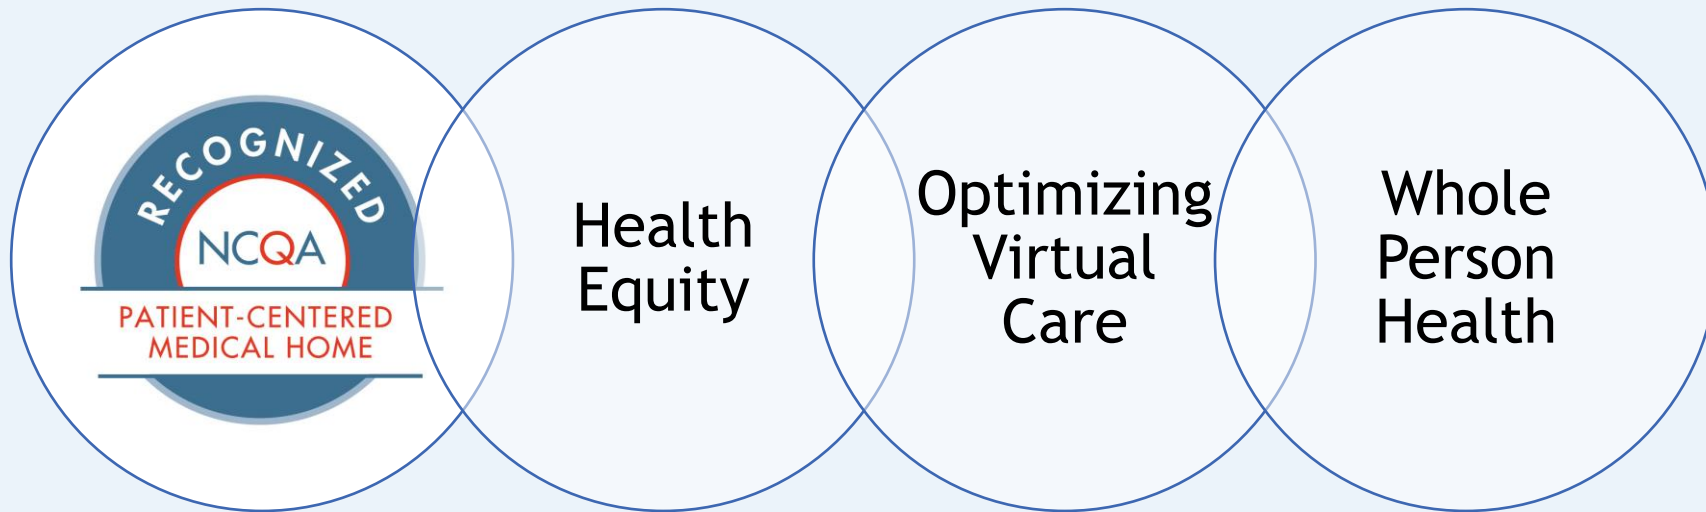 RECOGNIZED
NCQA
PATIENT-CENTERED
MEDICAL HOME
Health
Equity
Optimizing
Virtual
Care
Whole
Person
Health